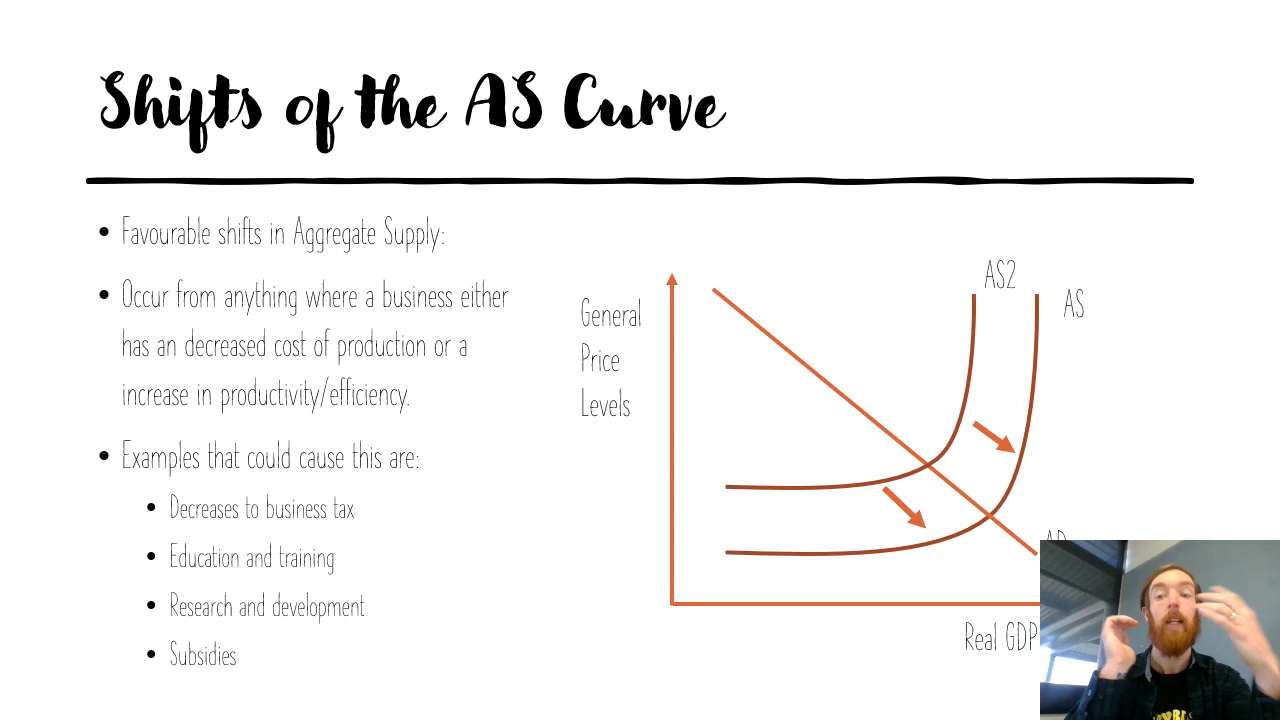 Shifts of the AS Curve
• Favourable shifts in Aggregate Supply:
• Occur from anything where a business either
has an decreased cost of production or a
increase in productivity/efficiency.
• Examples that could cause this are:
• Decreases to business tax
• Education and training
• Research and development
• Subsidies
General
Price
Levels
AS2
AS
Real GDP